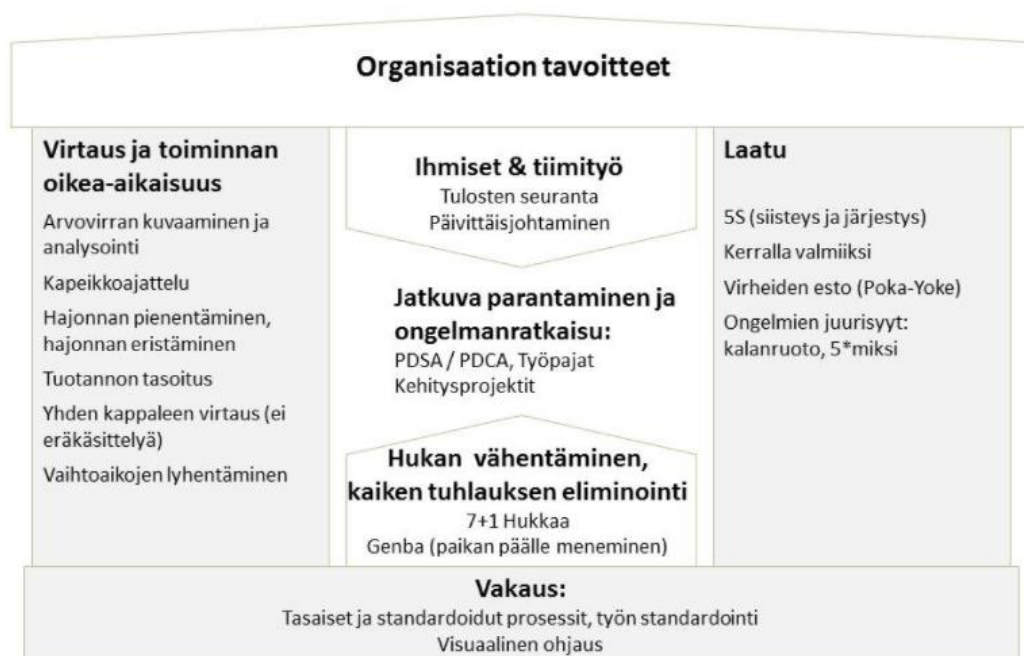 Organisaation tavoitteet
Virtaus ja toiminnan
oikea-aikaisuus
Arvovirran kuvaaminen ja
analysointi
Kapeikkoajattelu
Hajonnan pienentäminen,
hajonnan eristäminen
Tuotannon tasoitus
Yhden kappaleen virtaus (ei
eräkäsittelyä)
Vaihtoaikojen lyhentäminen
Ihmiset & tiimityö
Tulosten seuranta
Päivittäisjohtaminen
Jatkuva parantaminen ja
ongelmanratkaisu:
PDSA / PDCA, Työpajat
Kehitysprojektit
Hukan vähentäminen,
kaiken tuhlauksen eliminointi
7+1 Hukkaa
Genba (paikan päälle meneminen)
Laatu
5S (siisteys ja järjestys)
Kerralla valmiiksi
Virheiden esto (Poka-Yoke)
Ongelmien juurisyyt:
kalanruoto, 5*miksi
Vakaus:
Tasaiset ja standardoidut prosessit, työn standardointi
Visuaalinen ohjaus